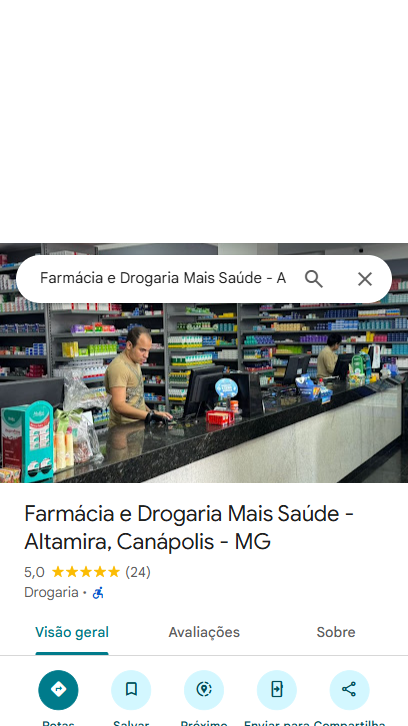 Farmácia e Drogaria Mais Saúde - A
Farmácia e Drogaria Mais Saúde -
Altamira, Canápolis - MG
5,0 (24)
Drogaria ·
Visão geral Avaliações Sobre
Rotas Salvar Próximo Enviar para Compartilha